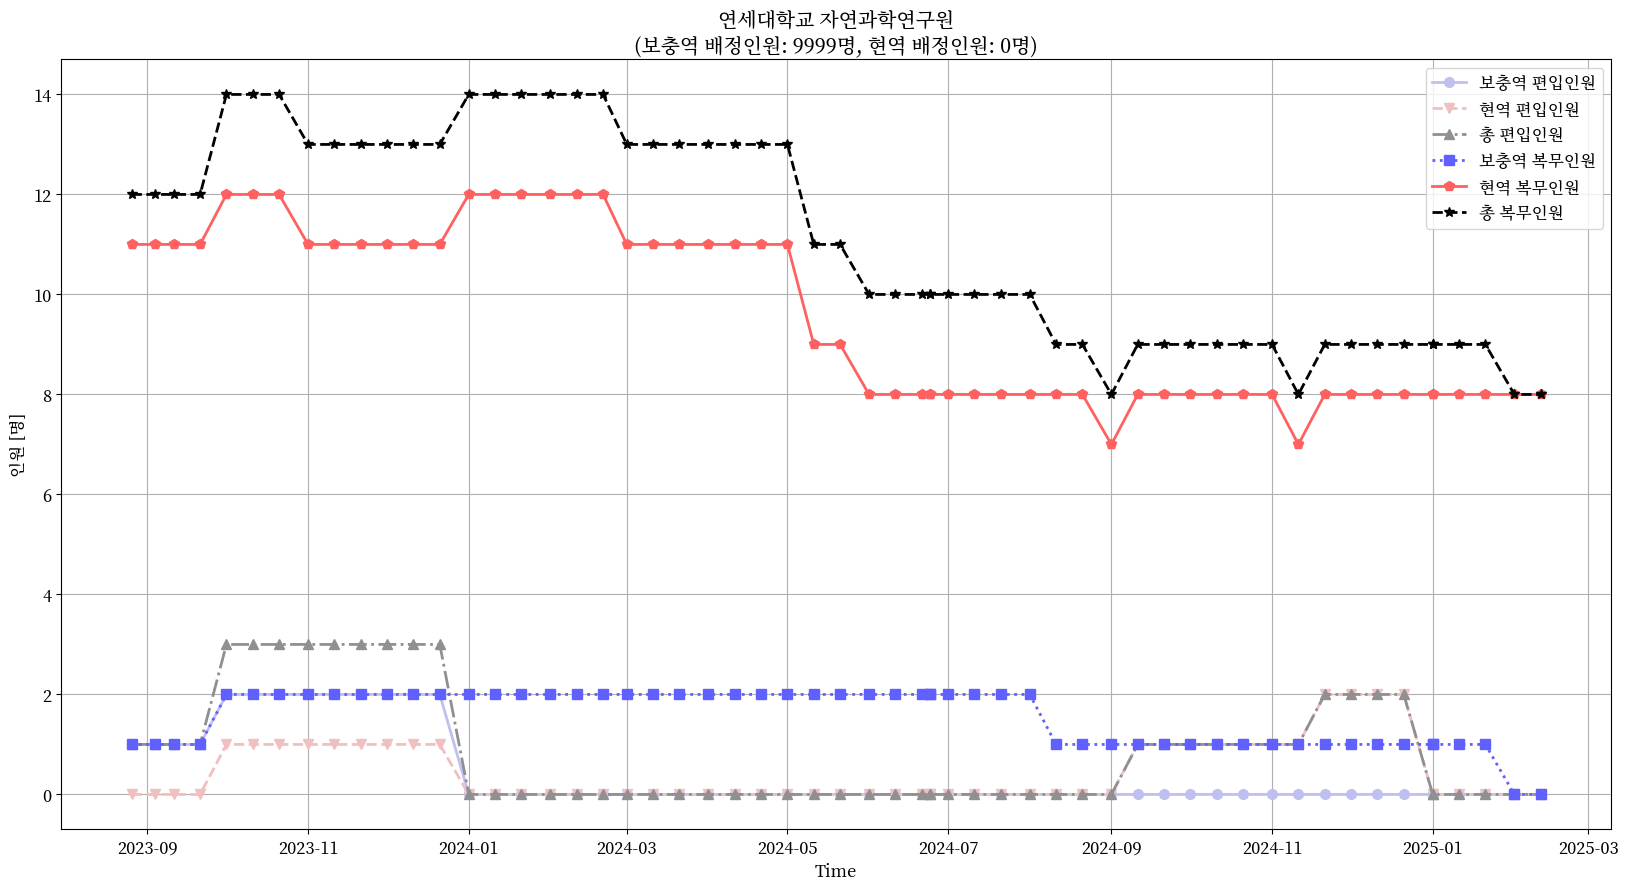 연세대학교 자연과학연구원
(보충역 배정인원: 9999명, 현역 배정인원: 0명)
보충역 편입인원
현역 편입인원
총 편입인원
보충역 복무인원
현역 복무인원
총 복무인원
인원 [명]
14
12
10
8
6
4
2
0
2023-09
2023-11
2024-01
2024-03
2024-05
2024-07
2024-09
2024-11
2025-01
2025-03
Time